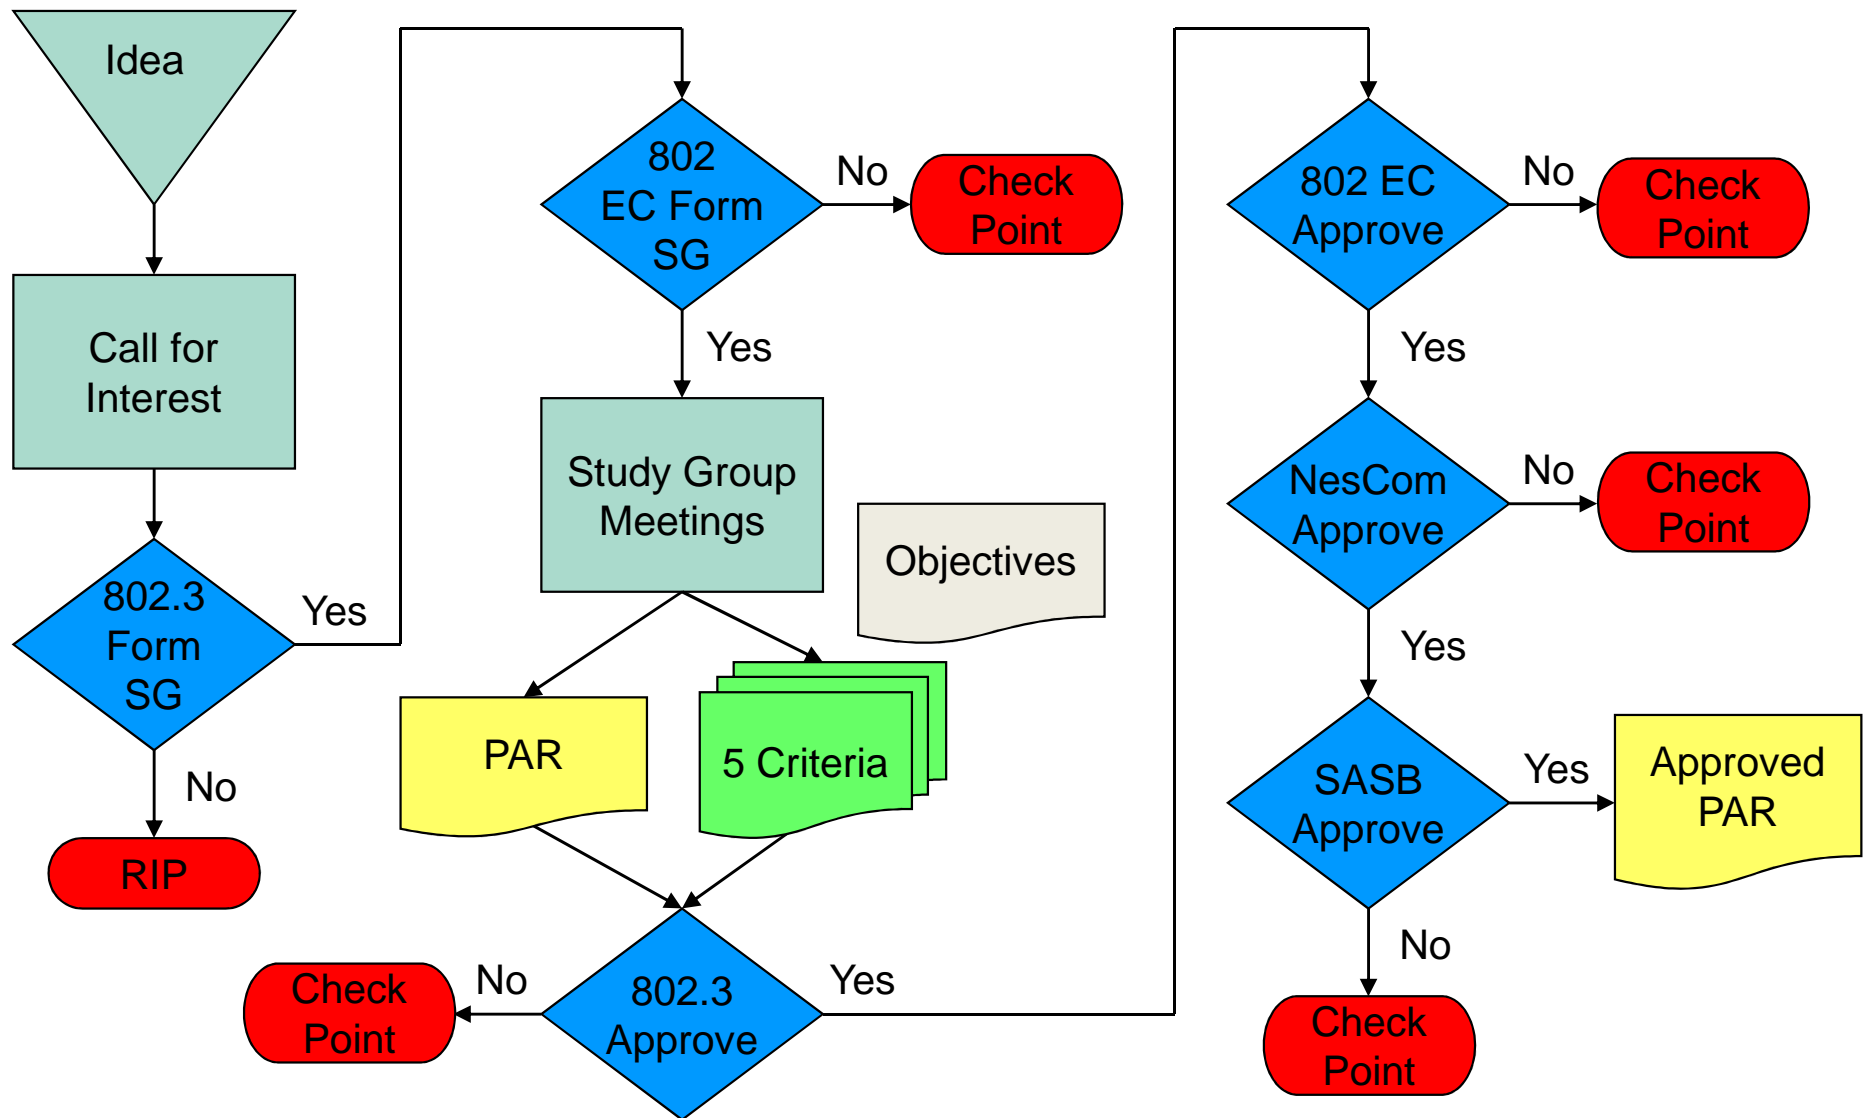 Idea
Call for
Interest
802.3
Form
SG
Yes
No
RIP
802
EC Form
SG
No
Check
Point
Yes
Study Group
Meetings
Objectives
PAR
5 Criteria
802.3
Approve
No
Check
Point
Yes
802 EC
Approve
No
Check
Point
Yes
NesCom
Approve
No
Check
Point
Yes
SASB
Approve
Yes
Approved
PAR
No
Check
Point